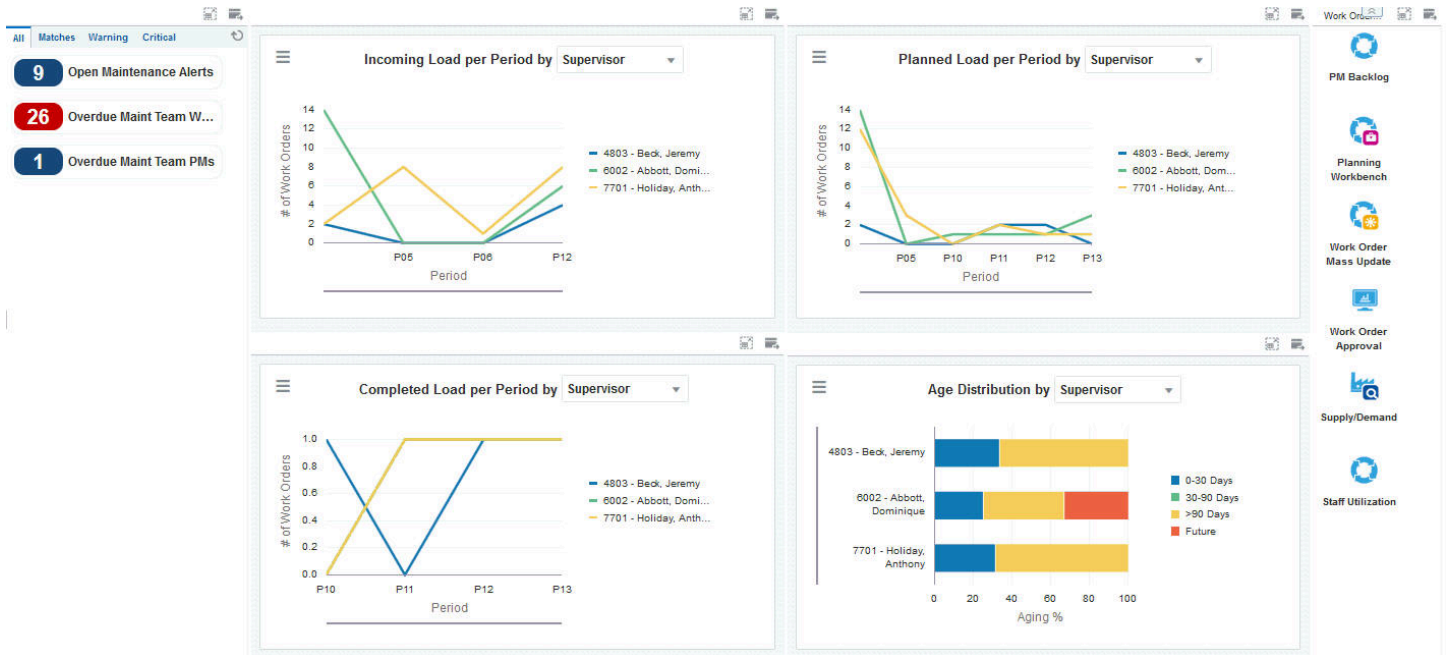 All Matches Warning Critical
9 Open Maintenance Alerts
26 Overdue Maint Team W...
1 Overdue Maint Team PMs
Incoming Load per Period by Supervisor
# of Work Orders
14
12
10
8
6
4
2
0
P05 P06 P12
Period
4803 - Beck, Jeremy
6002 - Abbott, Domi...
7701 - Holiday, Anth...
Planned Load per Period by Supervisor
# of Work Orders
14
12
10
8
6
4
2
0
P05 P10 P11 P12 P13
Period
4803 - Beck, Jeremy
6002 - Abbott, Dom...
7701 - Holiday, Ant...
Completed Load per Period by Supervisor
# of Work Orders
1.0
0.8
0.6
0.4
0.2
0.0
P10 P11 P12 P13
Period
4803 - Beck, Jeremy
6002 - Abbott, Domi...
7701 - Holiday, Anth...
Age Distribution by Supervisor
4803 - Beck, Jeremy
6002 - Abbott,
Dominique
7701 - Holiday,
Anthony
0 20 40 60 80 100
Aging %
0-30 Days
30-90 Days
>90 Days
Future
PM Backlog
Planning
Workbench
Work Order
Mass Update
Work Order
Approval
Supply/Demand
Staff Utilization